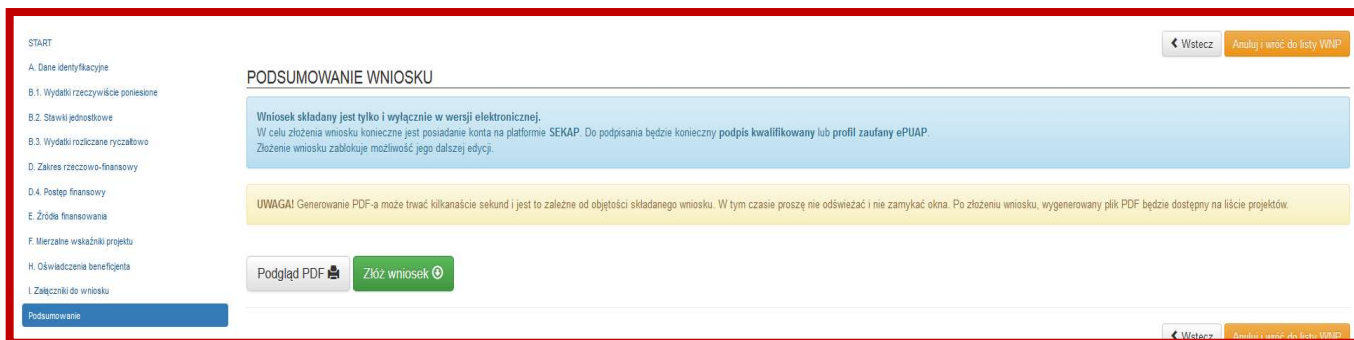 START
A. Dane identyfikacyjne
B.1. Wydatki rzeczywiście poniesione
B.2. Stawki jednostkowe
B.3. Wydatki rozliczane ryczałtowo
D. Zakres rzeczowo-finansowy
D.4. Postęp finansowy
E. Źródła finansowania
F. Mierzalne wskaźniki projektu
H. Oświadczenia beneficjenta
I. Załączniki do wniosku
Podsumowanie
Wstecz
Anuluj i wróć do listy WNP
PODSUMOWANIE WNIOSKU
Wniosek składany jest tylko i wyłącznie w wersji elektronicznej.
W celu złożenia wniosku konieczne jest posiadanie konta na platformie SEKAP. Do podpisania będzie konieczny podpis kwalifikowany lub profil zaufany ePUAP.
Złożenie wniosku zablokuje możliwość jego dalszej edycji.
UWAGA! Generowanie PDF-a może trwać kilkanaście sekund i jest to zależne od objętości składanego wniosku. W tym czasie proszę nie odświeżać i nie zamykać okna. Po złożeniu wniosku, wygenerowany plik PDF będzie dostępny na liście projektów.
Podgląd PDF
Złóż wniosek
Wstecz
Anuluj i wróć do listy WNP